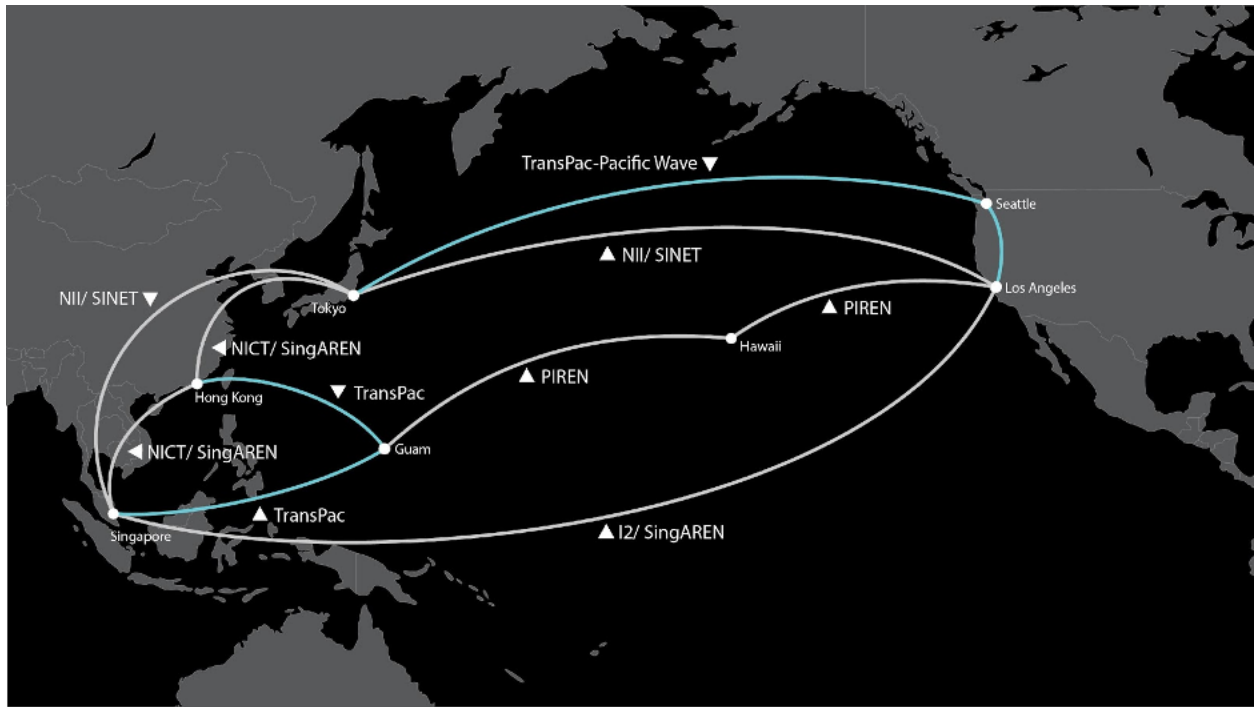 TransPac-Pacific Wave
Seattle
NII/ SINET
Los Angeles
NII/ SINET
Tokyo
PIREN
Hawaii
NICT/ SingAREN
PIREN
Hong Kong
TransPac
NICT/ SingAREN
Guam
TransPac
Singapore
I2/ SingAREN